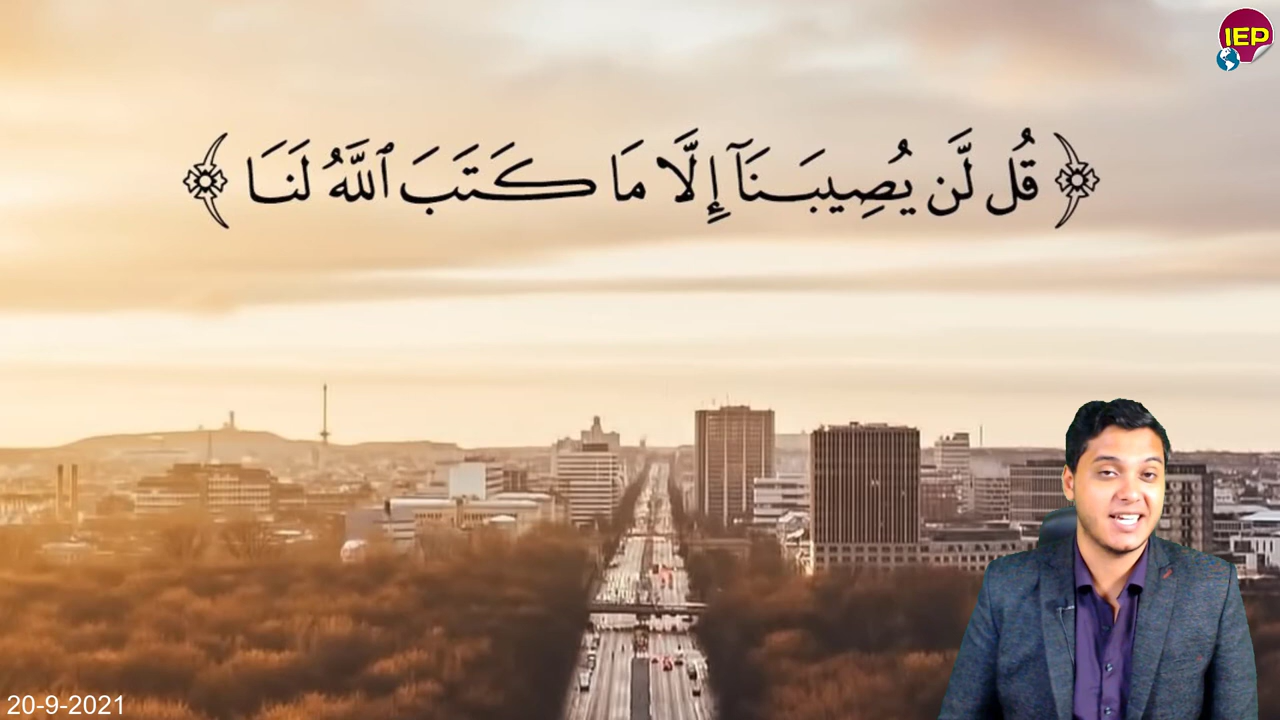 IEP
﴿قُل لَّن يُصِيبَنَآ إِلَّا مَا كَتَبَ ٱللَّهُ لَنَا﴾
20-9-2021